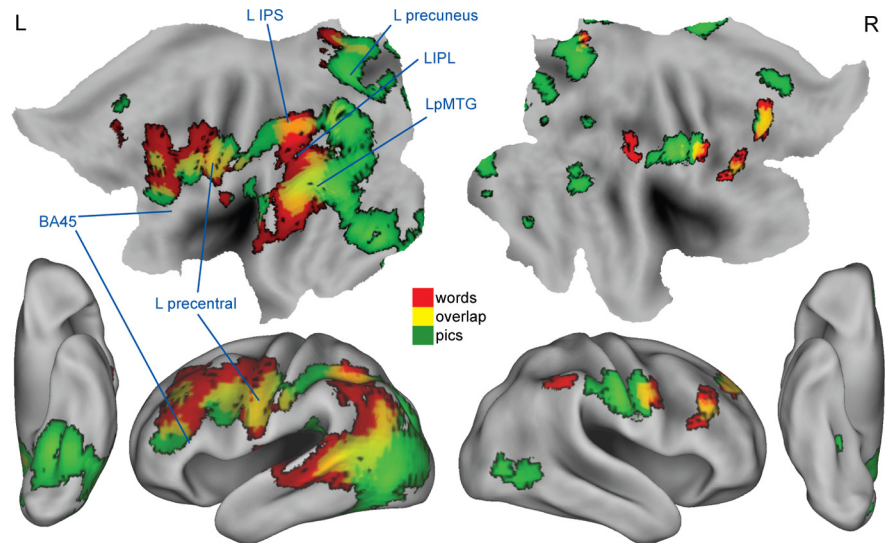 L
L IPS
L precuneus
R
LIPL
LpMTG
BA45
L precentral
words
overlap
pics